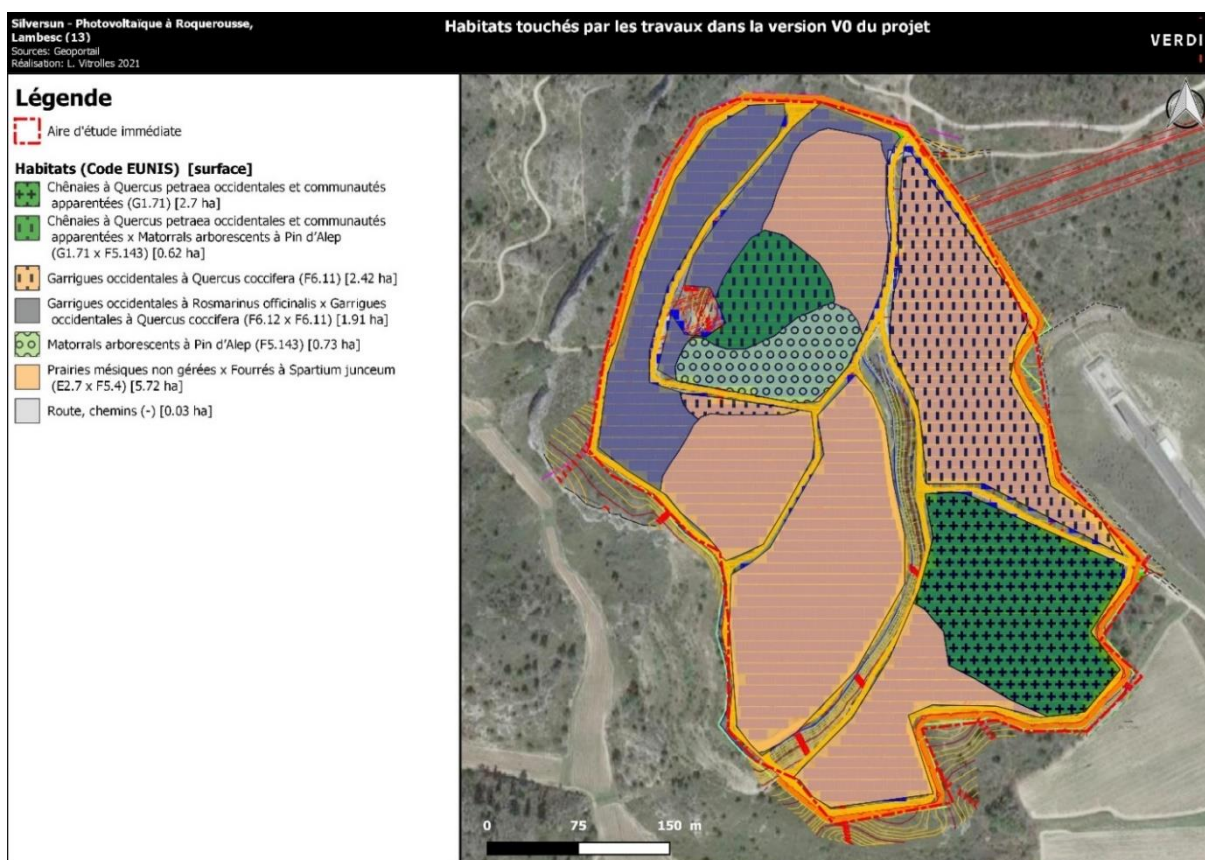 Silversun - Photovoltaïque à Roquerousse,
Lambesc (13)
Sources: Geoportail
Réalisation: L. Vitrolles 2021
Habitats touchés par les travaux dans la version V0 du projet
VERDI
Légende
Aire d'étude immédiate
Habitats (Code EUNIS) [surface]
Chênaies à Quercus petraea occidentales et communautés
apparentées (G1.71) [2.7 ha]
Chênaies à Quercus petraea occidentales et communautés
apparentées x Matorrals arborescents à Pin d'Alep
(G1.71 x F5.143) [0.62 ha]
Garrigues occidentales à Quercus coccifera (F6.11) [2.42 ha]
Garrigues occidentales à Rosmarinus officinalis x Garrigues
occidentales à Quercus coccifera (F6.12 x F6.11) [1.91 ha]
Matorrals arborescents à Pin d'Alep (F5.143) [0.73 ha]
Prairies mésiques non gérées x Fourrés à Spartium junceum
(E2.7 x F5.4) [5.72 ha]
Route, chemins (-) [0.03 ha]
0 75 150 m